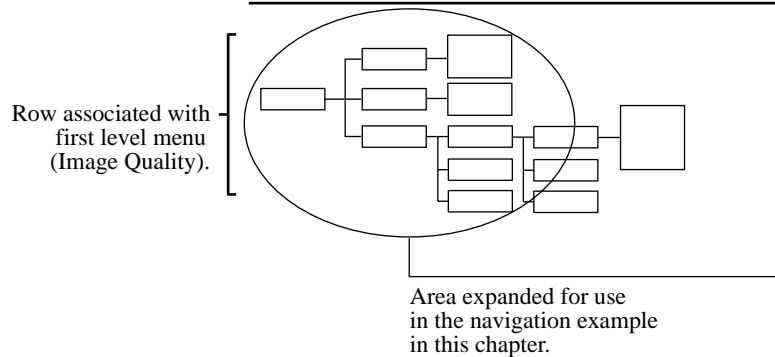 Row associated with
first level menu
(Image Quality).
Area expanded for use
in the navigation example
in this chapter.